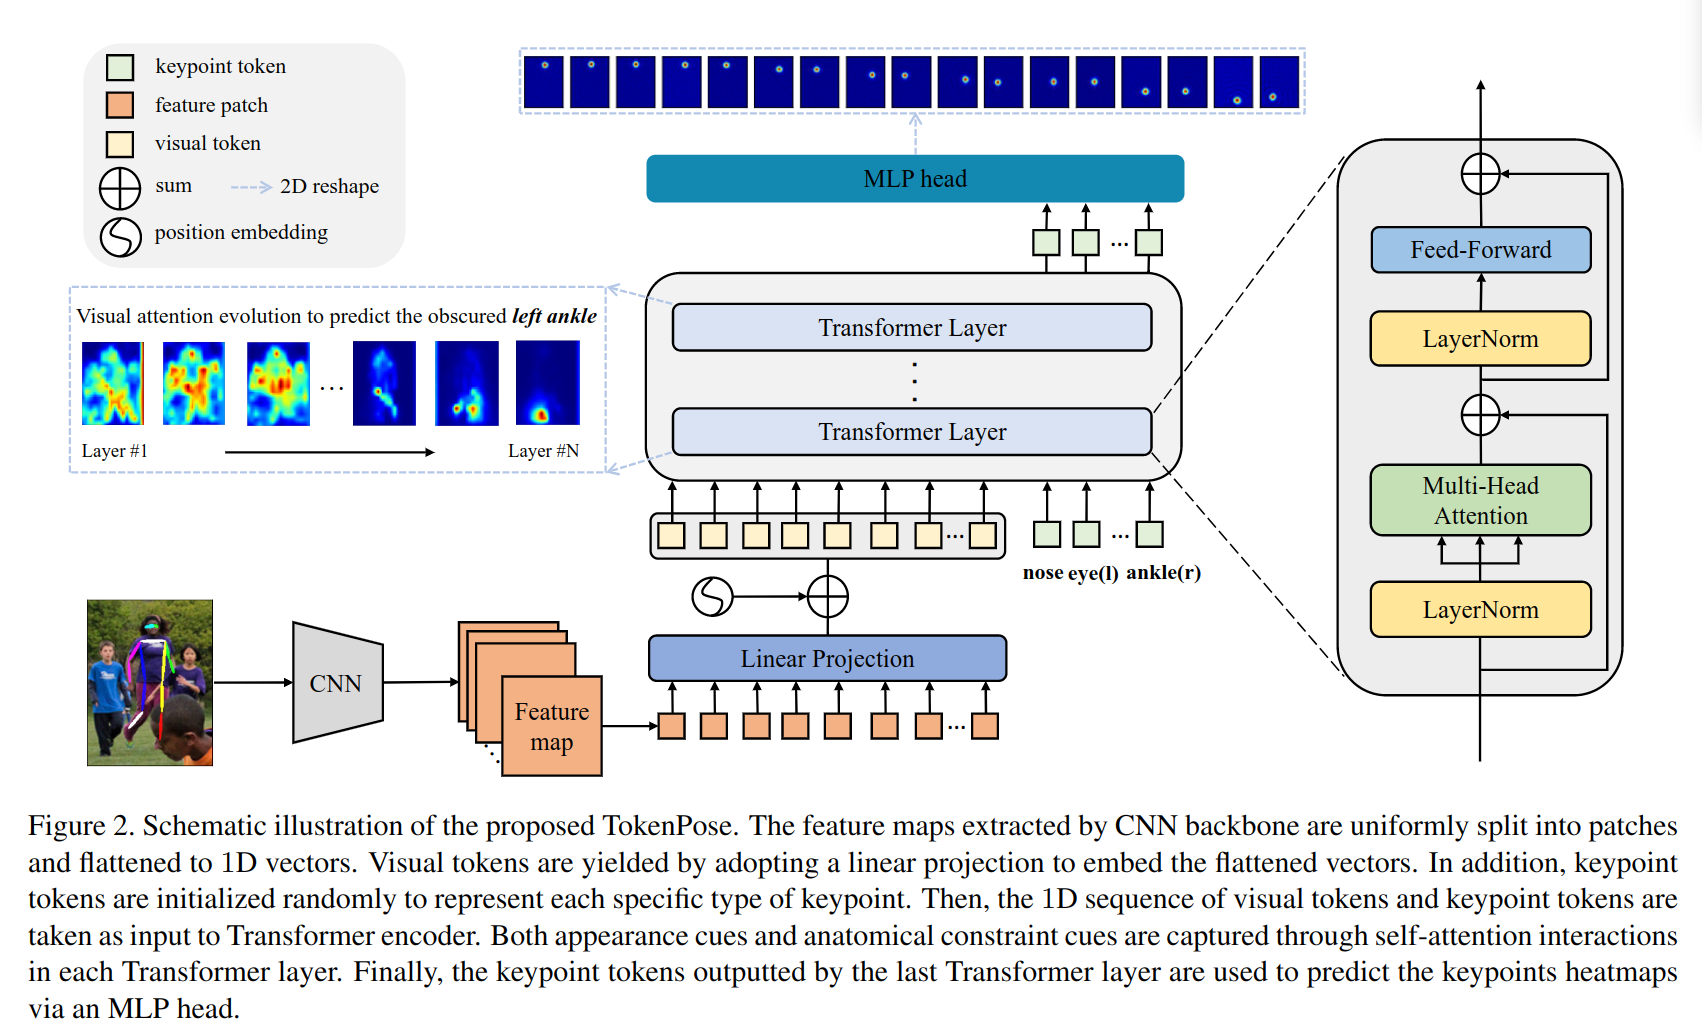 keypoint token
feature patch
visual token
sum
2D reshape
position embedding
MLP head
...
Visual attention evolution to predict the obscured left ankle
...
Layer #1
Layer #N
Transformer Layer
Transformer Layer
...
...
nose eye(l) ankle(r)
Linear Projection
CNN
Feature
map
...
Feed-Forward
LayerNorm
Multi-Head
Attention
LayerNorm
Figure 2. Schematic illustration of the proposed TokenPose. The feature maps extracted by CNN backbone are uniformly split into patches
and flattened to 1D vectors. Visual tokens are yielded by adopting a linear projection to embed the flattened vectors. In addition, keypoint
tokens are initialized randomly to represent each specific type of keypoint. Then, the 1D sequence of visual tokens and keypoint tokens are
taken as input to Transformer encoder. Both appearance cues and anatomical constraint cues are captured through self-attention interactions
in each Transformer layer. Finally, the keypoint tokens outputted by the last Transformer layer are used to predict the keypoints heatmaps
via an MLP head.